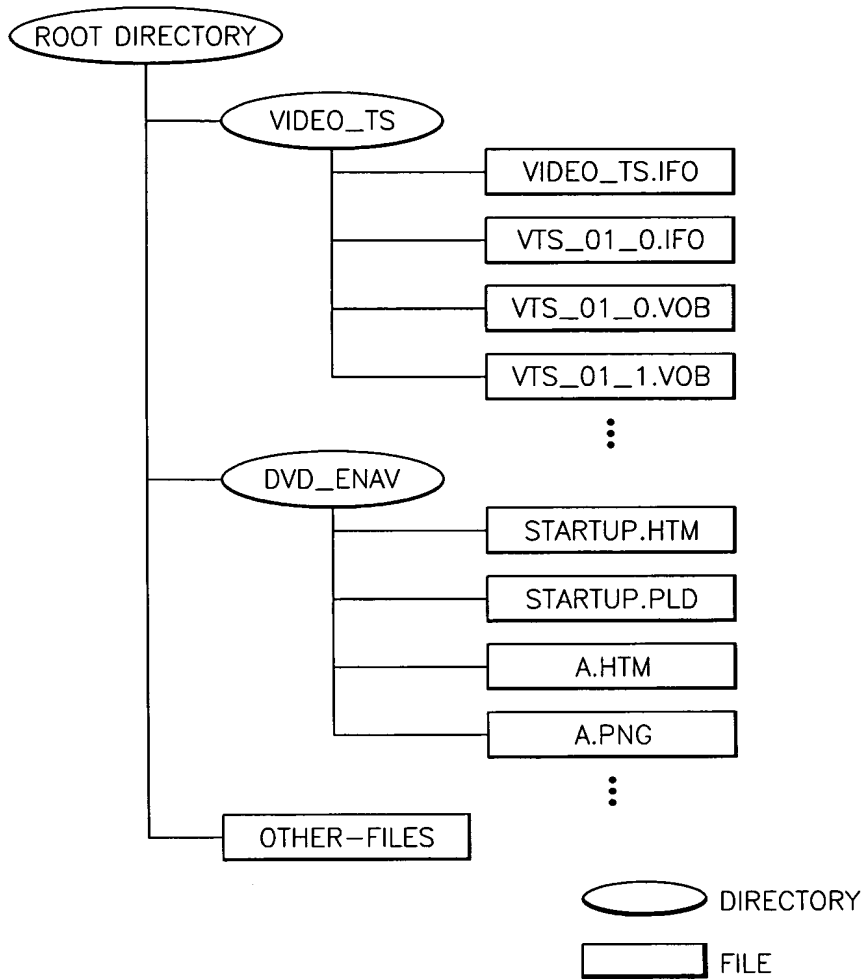 ROOT DIRECTORY
VIDEO_TS
VIDEO_TS.IFO
VTS_01_0.IFO
VTS_01_0.VOB
VTS_01_1.VOB
DVD_ENAV
STARTUP.HTM
STARTUP.PLD
A.HTM
A.PNG
OTHER-FILES
DIRECTORY
FILE